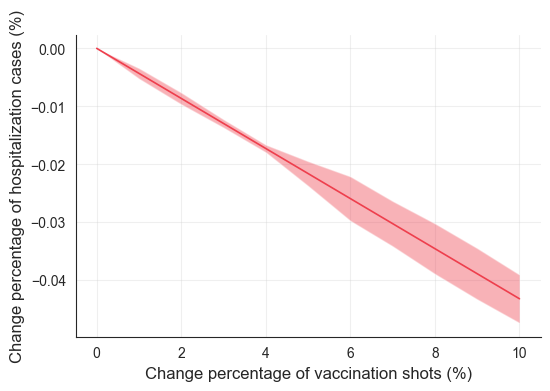 Change percentage of hospitalization cases (%)
0.00
−0.01
−0.02
−0.03
−0.04
0 2 4 6 8 10
Change percentage of vaccination shots (%)